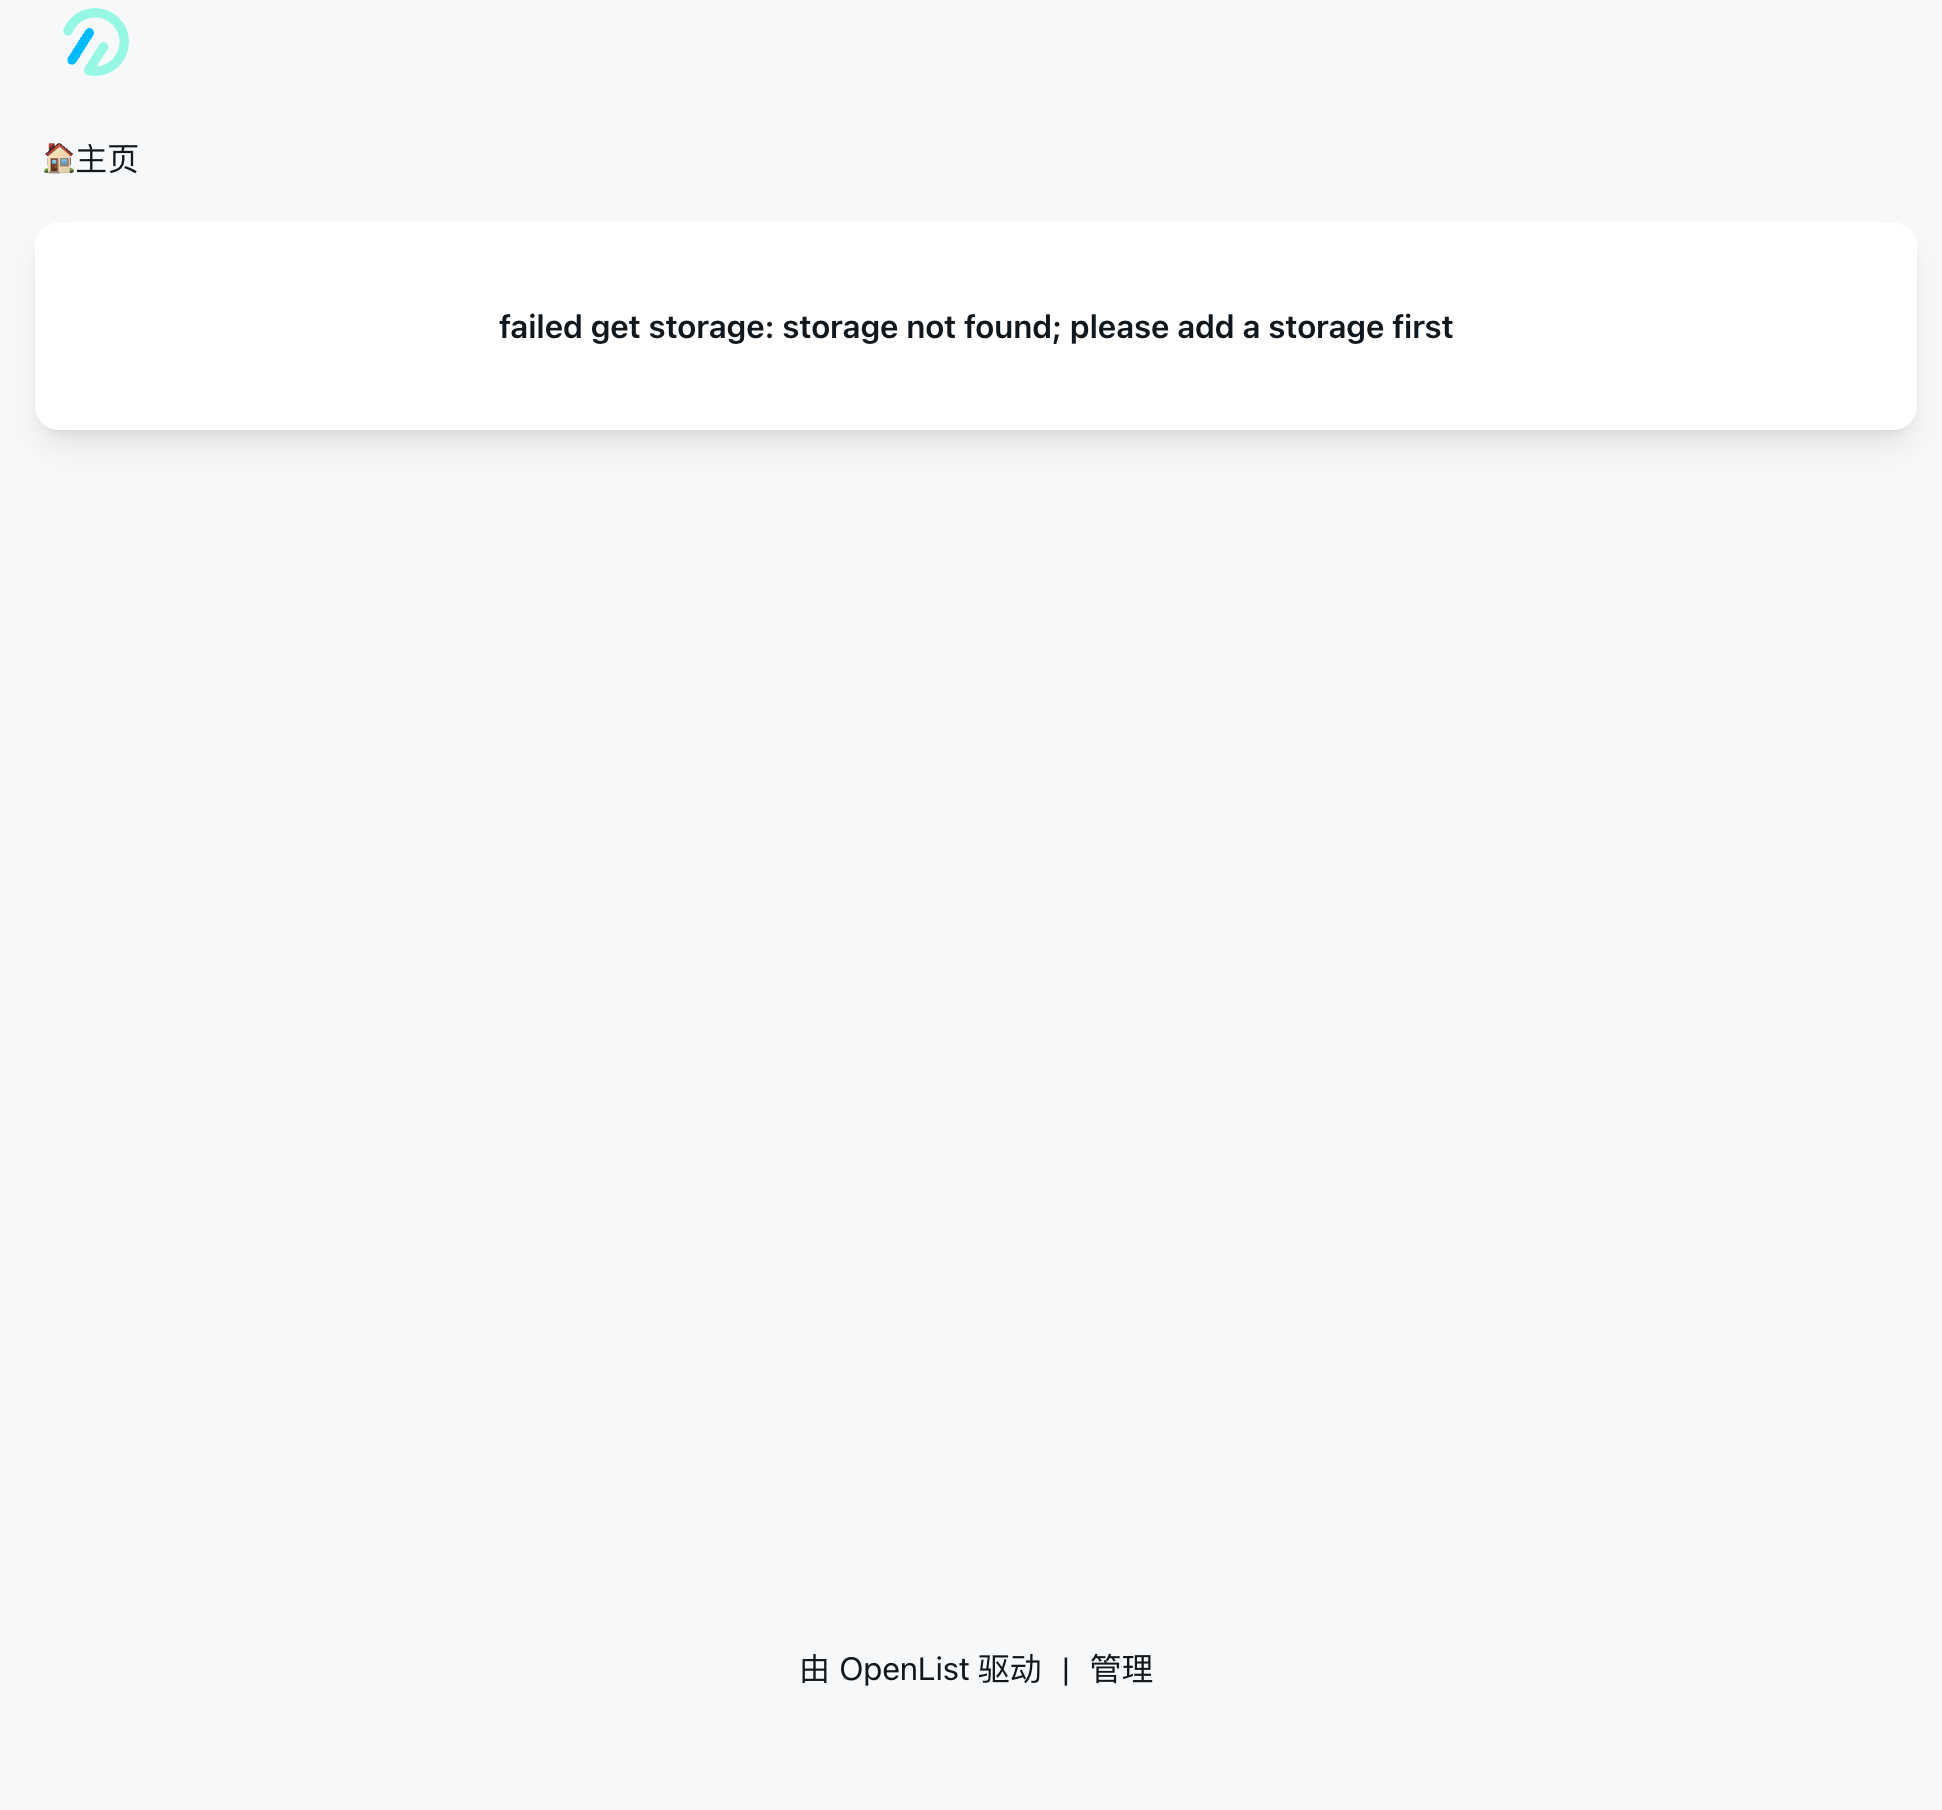 🏠主页
failed get storage: storage not found; please add a storage first
由 OpenList 驱动 | 管理